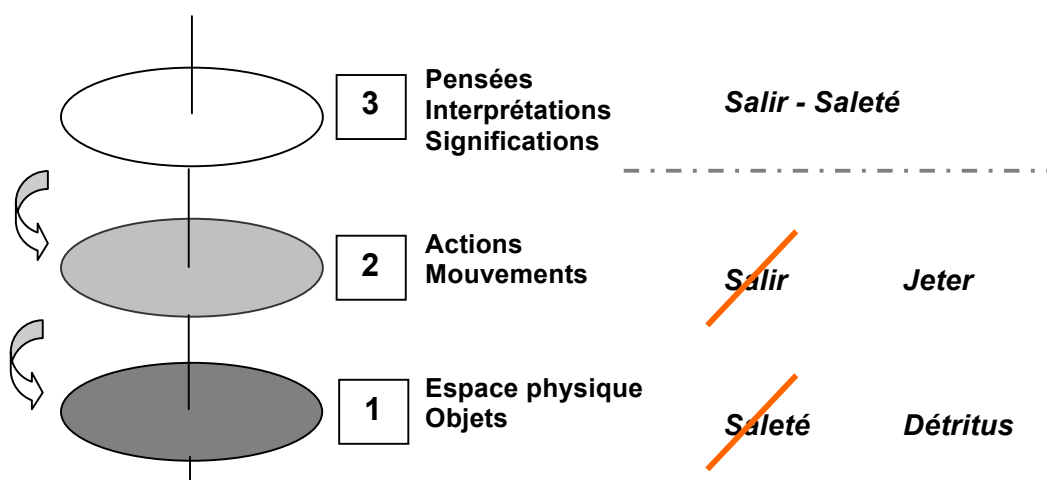 3
Pensées
Interprétations
Significations
Salir - Saleté
2
Actions
Mouvements
Salir
Jeter
1
Espace physique
Objets
Saleté
Détritus